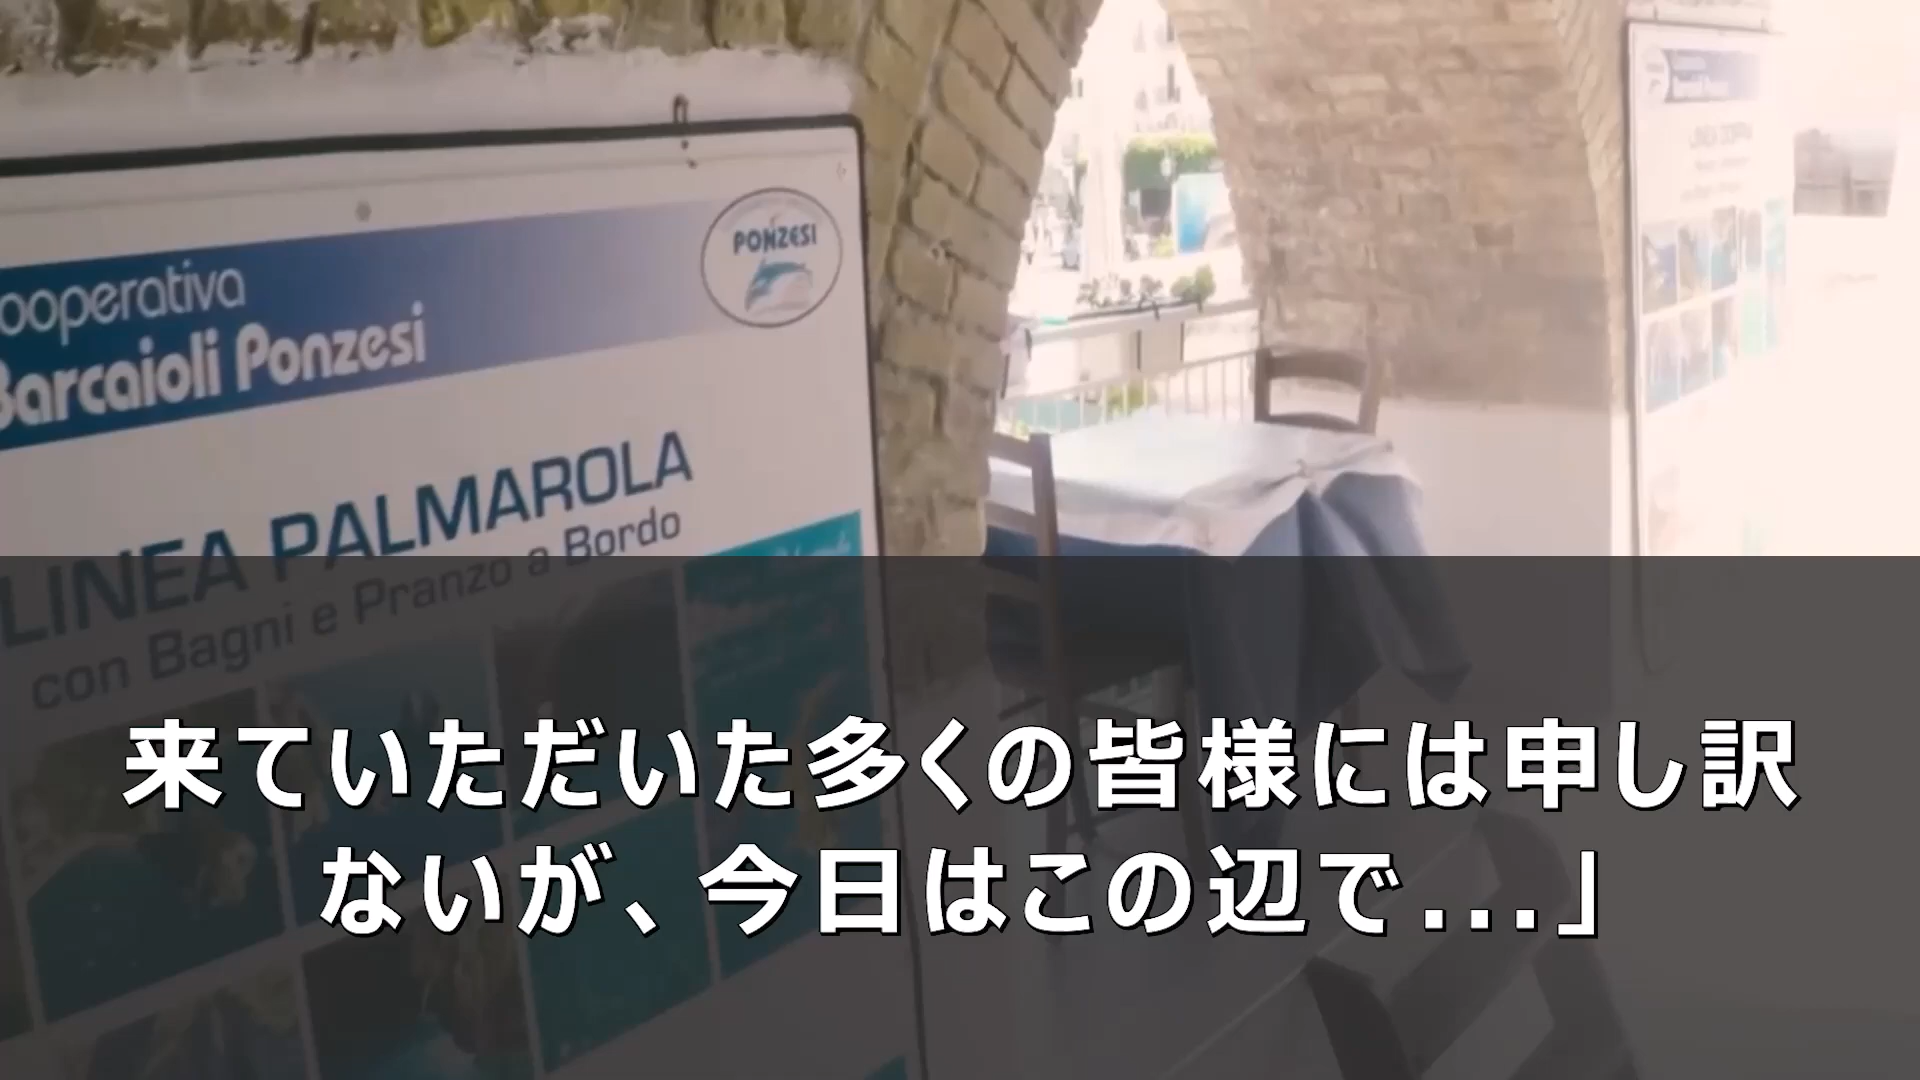 ooperativa
Barcaioli Ponzesi
PONZESI
LINEA PALMAROLA
con Bagni e Pranzo a Bordo
来ていただいた多くの皆様には申し訳
ないが、今日はこの辺で...」